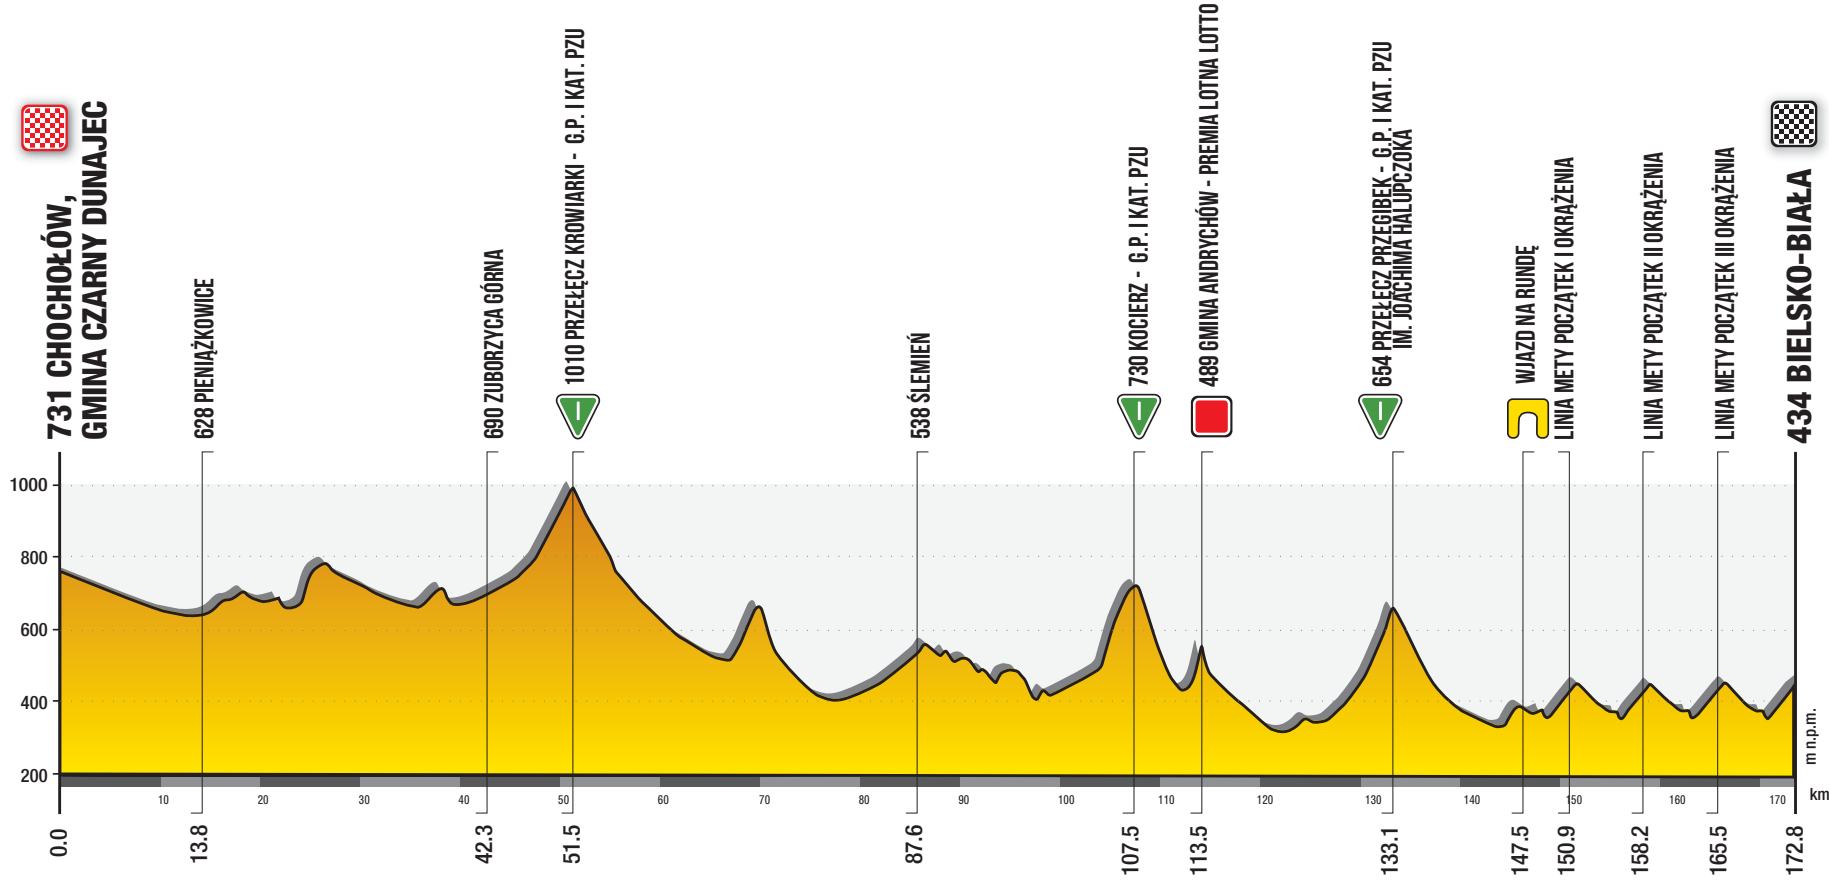 731 CHOCHOŁÓW,
GMINA CZARNY DUNAJEC
628 PIENIĄŻKOWICE
690 ZUBORZYCA GÓRNA
1010 PRZEŁĘCZ KROWIARKI - G.P. I KAT. PZU
538 ŚLEMIEŃ
730 KOCIERZ - G.P. I KAT. PZU
489 GMINA ANDRYCHÓW - PREMIA LOTNA LOTTO
654 PRZEŁĘCZ PRZEGIBEK - G.P. I KAT. PZU
IM. JOACHIMA HALUPCZOKA
WJAZD NA RUNDĘ
LINIA METY POCZĄTEK I OKRĄŻENIA
LINIA METY POCZĄTEK II OKRĄŻENIA
LINIA METY POCZĄTEK III OKRĄŻENIA
434 BIELSKO-BIAŁA
I
I
I
1000
800
600
400
200
m n.p.m.
10 20 30 40 50 60 70 80 90 100 110 120 130 140 150 160 170
km
0.0
13.8
42.3
51.5
87.6
107.5
113.5
133.1
147.5
150.9
158.2
165.5
172.8